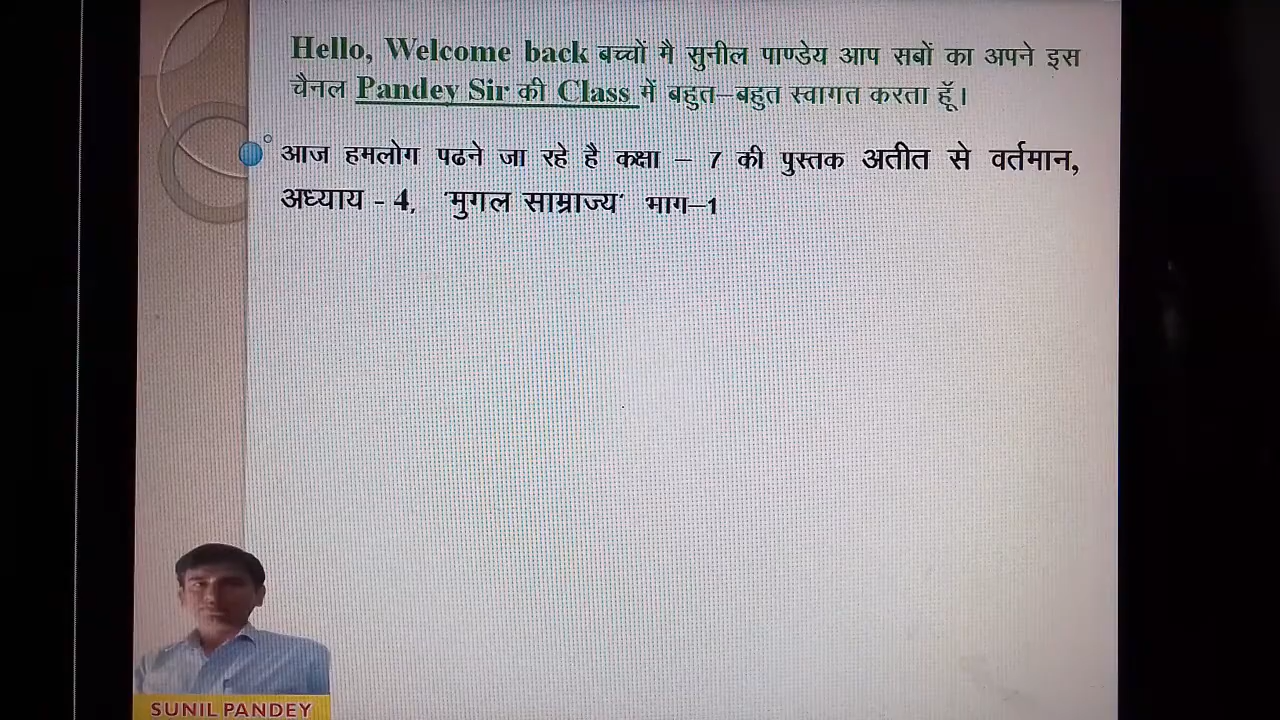 Hello, Welcome back बच्चों मै सुनील पाण्डेय आप सबों का अपने इस
चैनल Pandey Sir की Class में बहुत–बहुत स्वागत करता हूॅं।
आज हमलोग पढने जा रहे है कक्षा – 7 की पुस्तक अतीत से वर्तमान,
अध्याय - 4, 'मुगल साम्राज्य' भाग–1
SUNIL PANDEY